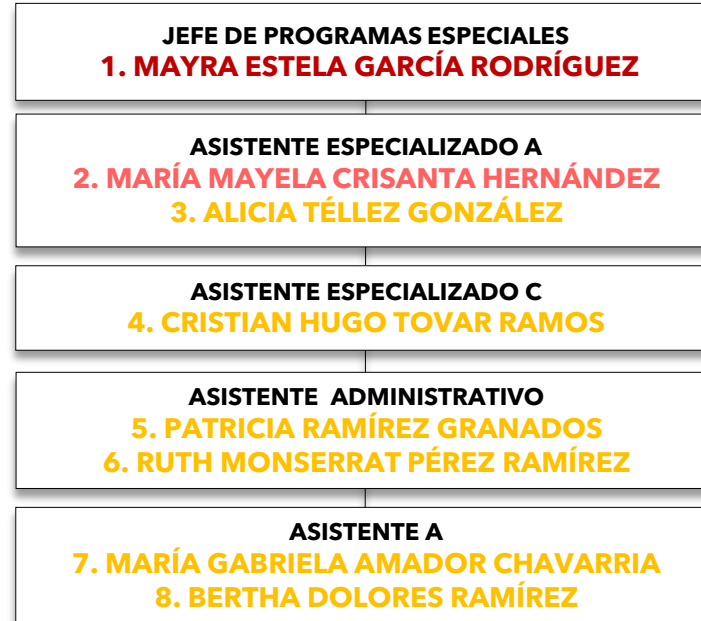 JEFE DE PROGRAMAS ESPECIALES
1. MAYRA ESTELA GARCÍA RODRÍGUEZ
ASISTENTE ESPECIALIZADO A
2. MARÍA MAYELA CRISANTA HERNÁNDEZ
3. ALICIA TÉLLEZ GONZÁLEZ
ASISTENTE ESPECIALIZADO C
4. CRISTIAN HUGO TOVAR RAMOS
ASISTENTE ADMINISTRATIVO
5. PATRICIA RAMÍREZ GRANADOS
6. RUTH MONSERRAT PÉREZ RAMÍREZ
ASISTENTE A
7. MARÍA GABRIELA AMADOR CHAVARRIA
8. BERTHA DOLORES RAMÍREZ